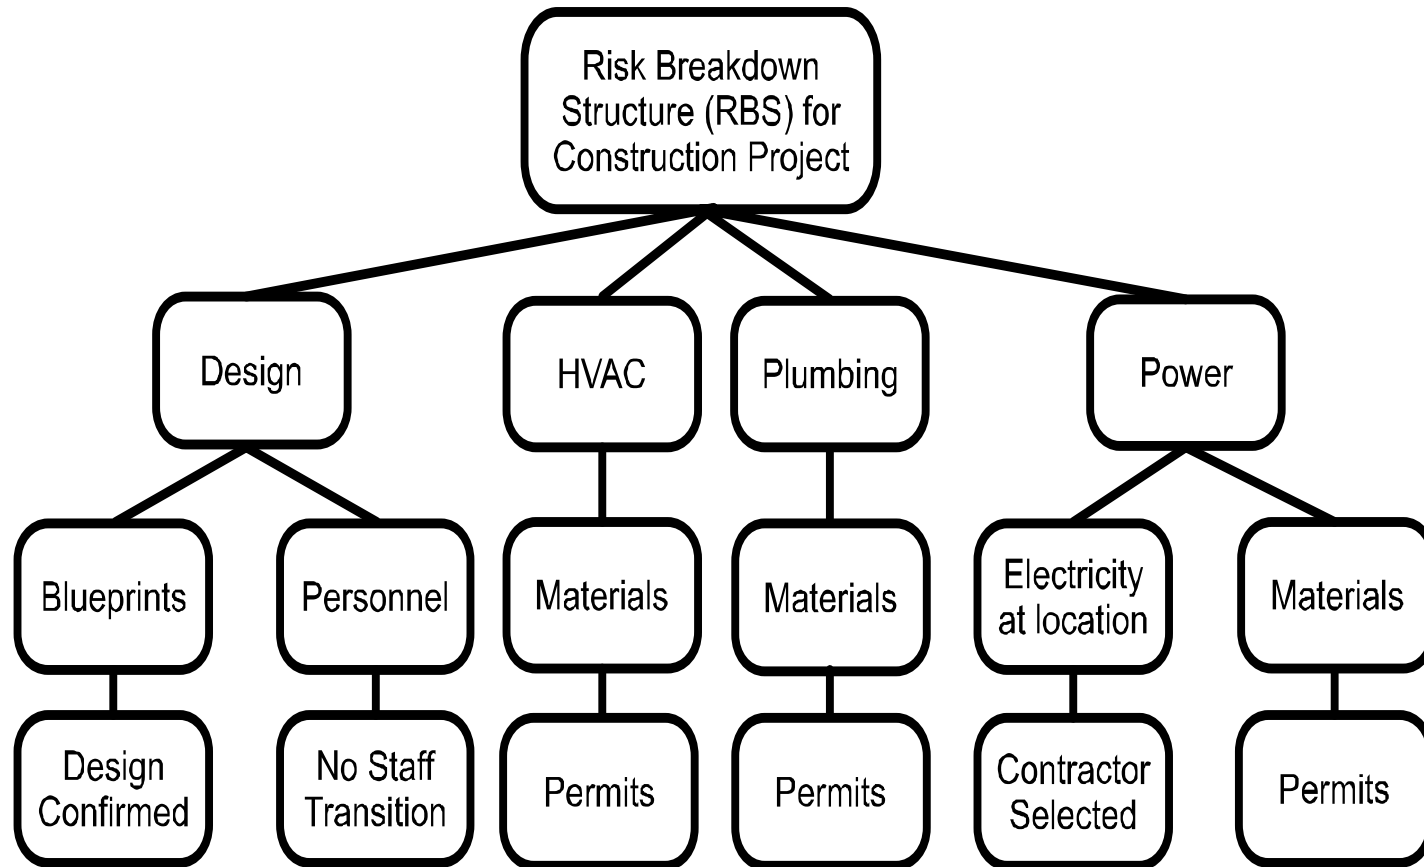 Risk Breakdown
Structure (RBS) for
Construction Project
Design
HVAC
Plumbing
Power
Blueprints
Personnel
Materials
Materials
Electricity
at location
Materials
Design
Confirmed
No Staff
Transition
Permits
Permits
Contractor
Selected
Permits